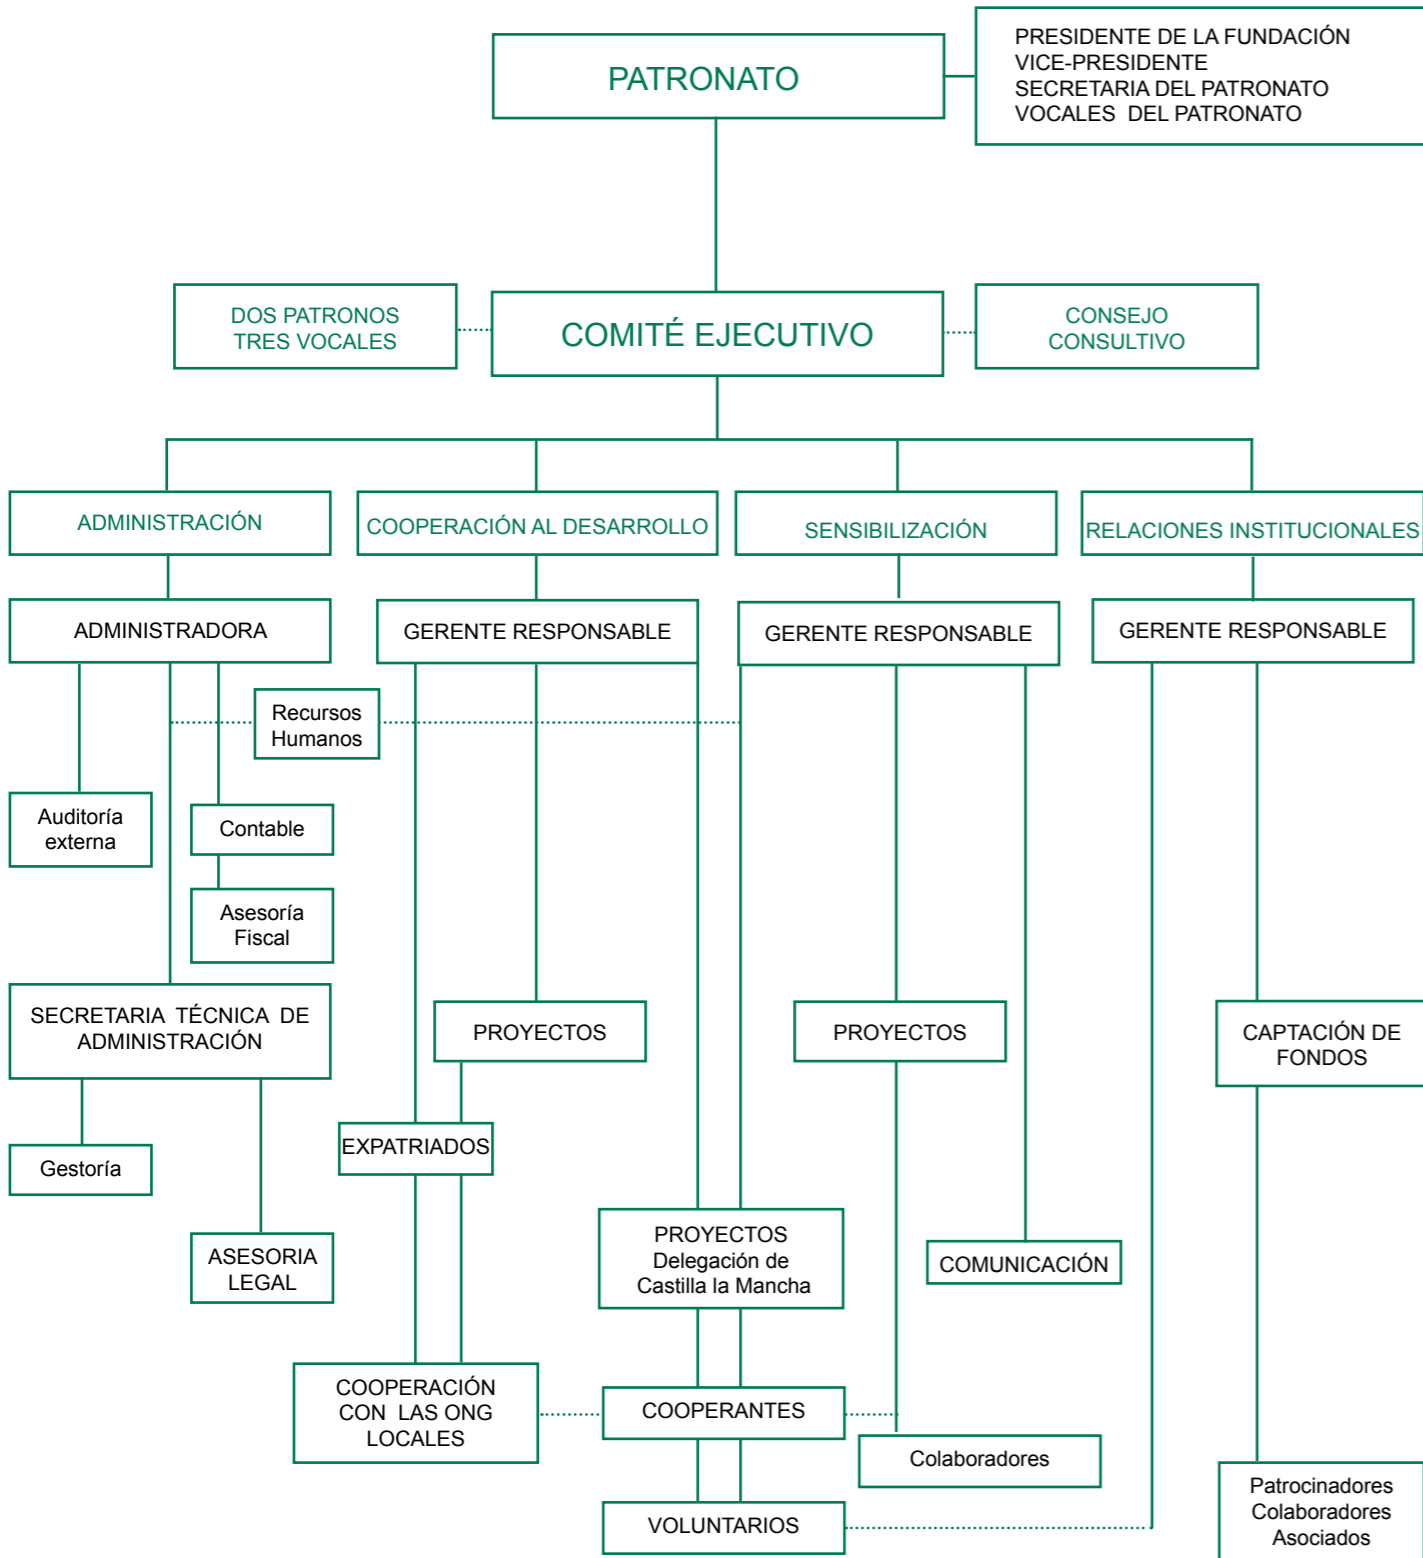 PATRONATO
PRESIDENTE DE LA FUNDACIÓN
VICE-PRESIDENTE
SECRETARIA DEL PATRONATO
VOCALES DEL PATRONATO
DOS PATRONOS
TRES VOCALES
COMITÉ EJECUTIVO
CONSEJO
CONSULTIVO
ADMINISTRACIÓN
COOPERACIÓN AL DESARROLLO
SENSIBILIZACIÓN
RELACIONES INSTITUCIONALES
ADMINISTRADORA
GERENTE RESPONSABLE
GERENTE RESPONSABLE
GERENTE RESPONSABLE
Recursos
Humanos
Auditoría
externa
Contable
Asesoría
Fiscal
SECRETARIA TÉCNICA DE
ADMINISTRACIÓN
PROYECTOS
PROYECTOS
CAPTACIÓN DE
FONDOS
EXPATRIADOS
Gestoría
ASESORIA
LEGAL
PROYECTOS
Delegación de
Castilla la Mancha
COMUNICACIÓN
COOPERACIÓN
CON LAS ONG
LOCALES
COOPERANTES
Colaboradores
VOLUNTARIOS
Patrocinadores
Colaboradores
Asociados